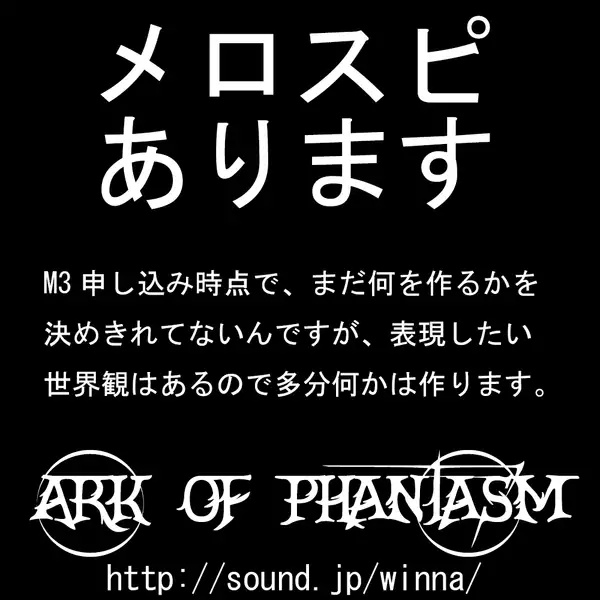 メロスピ
あります
M3申し込み時点で、まだ何を作るかを
決めきれてないんですが、表現したい
世界観はあるので多分何かは作ります。
ARK OF PHANTASM
http://sound.jp/winna/